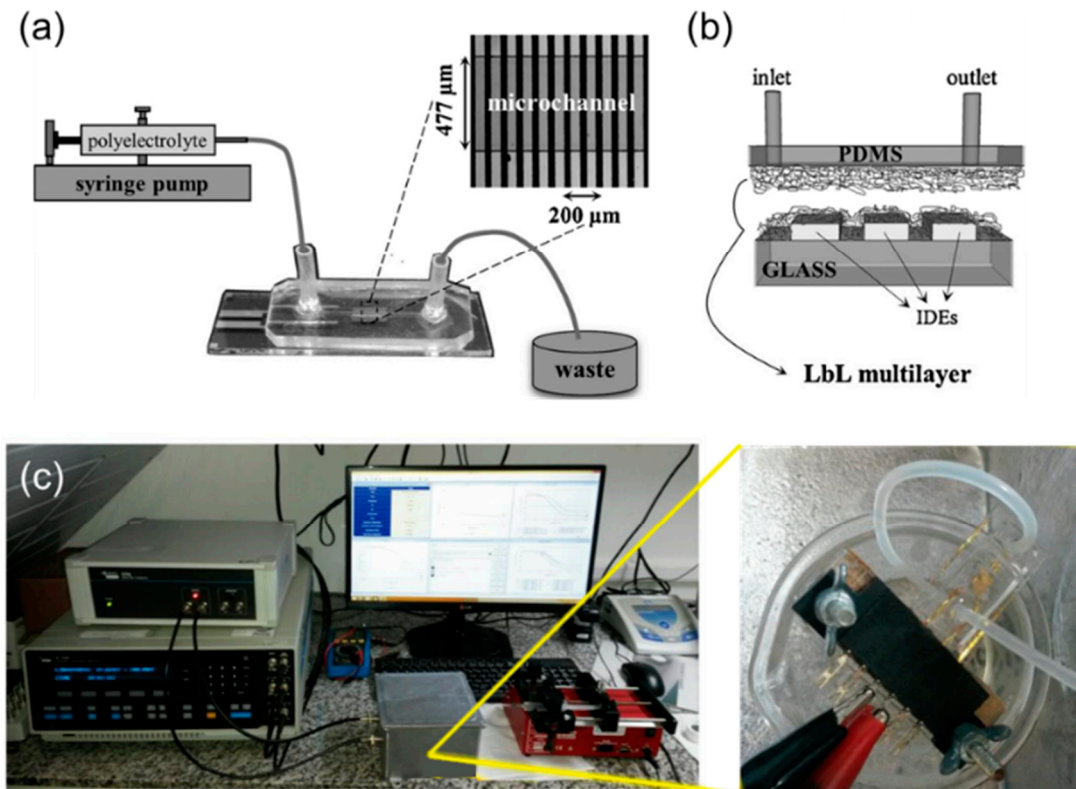 (a)
polyelectrolyte
syringe pump
477 μm
microchannel
200 μm
waste
(b)
inlet
outlet
PDMS
GLASS
IDEs
LbL multilayer
(c)